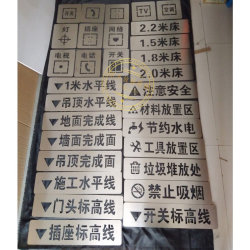 TV
灯
插座
网络
电视
电话
开关
2.2米床
1.5米床
1.8米床
2.0米床
1米水平线
吊顶水平线
地面完成线
墙面完成面
吊顶完成面
施工水平线
门头标高线
插座标高线
注意安全
材料放置区
节约水电
工具放置区
垃圾堆放处
禁止吸烟
开关标高线